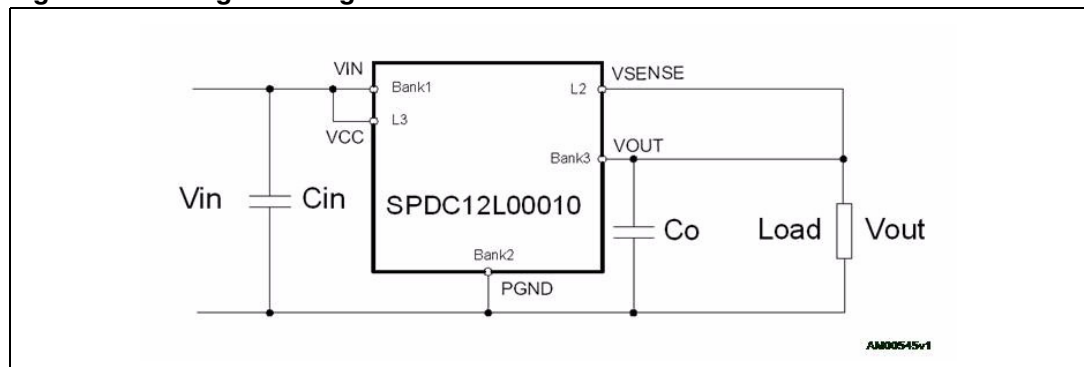 VIN
VSENSE
Bank1
L2
L3
VCC
VOUT
Bank3
Vin
Cin
SPDC12L00010
Co
Load
Vout
Bank2
PGND
AM00545v1